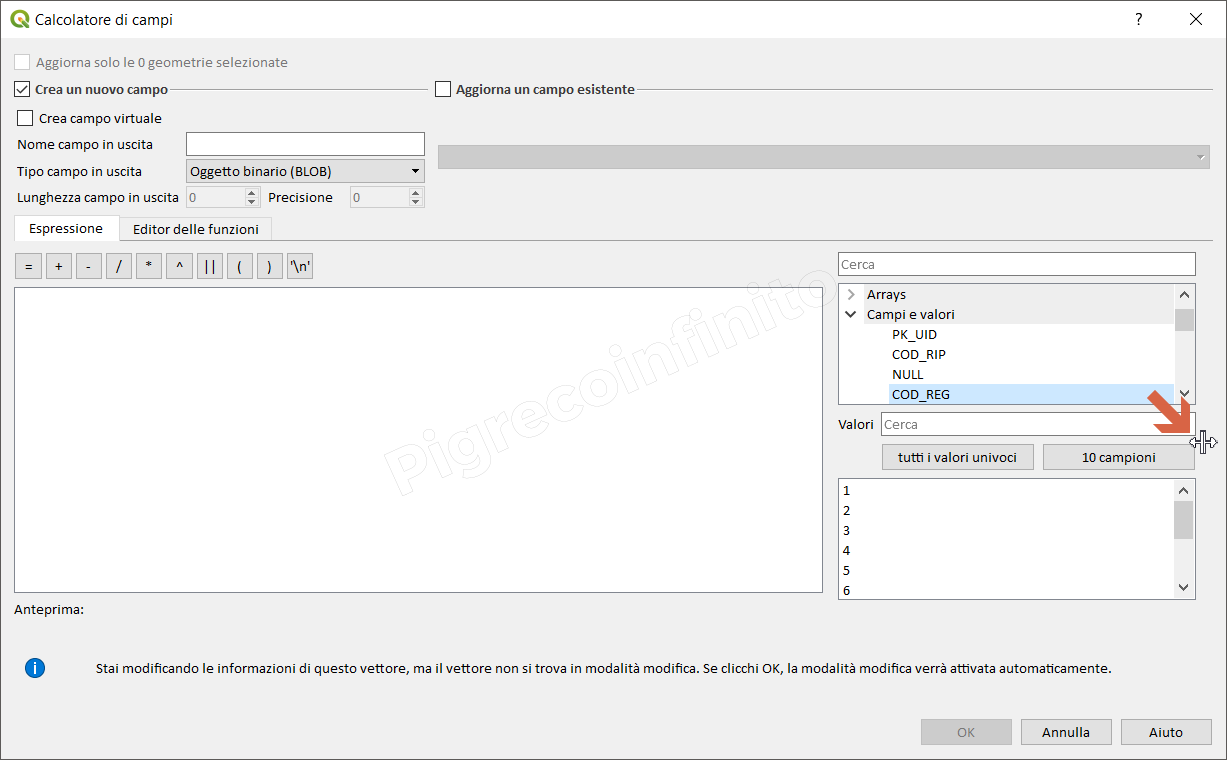 Calcolatore di campi ?
Aggiorna solo le 0 geometrie selezionate
Crea un nuovo campo
Aggiorna un campo esistente
Crea campo virtuale
Nome campo in uscita
Tipo campo in uscita Oggetto binario (BLOB)
Lunghezza campo in uscita 0 Precisione 0
Espressione Editor delle funzioni
= + - / * ^ || ( ) '\n'
Cerca
Arrays
Campi e valori
PK_UID
COD_RIP
NULL
COD_REG
Valori Cerca
tutti i valori univoci 10 campioni
1
2
3
4
5
6
Pigrecoinfinito
Anteprima:
i Stai modificando le informazioni di questo vettore, ma il vettore non si trova in modalità modifica. Se clicchi OK, la modalità modifica verrà attivata automaticamente.
OK Annulla Aiuto